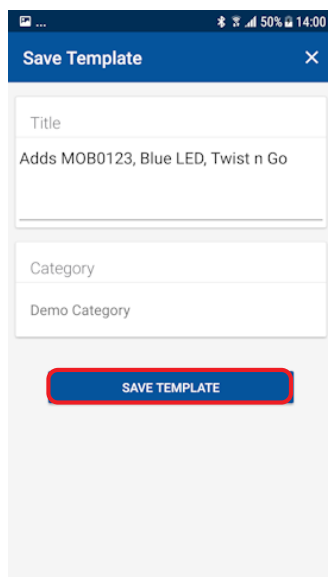 ... 50% 14:00
Save Template ×
Title
Adds MOB0123, Blue LED, Twist n Go
Category
Demo Category
SAVE TEMPLATE